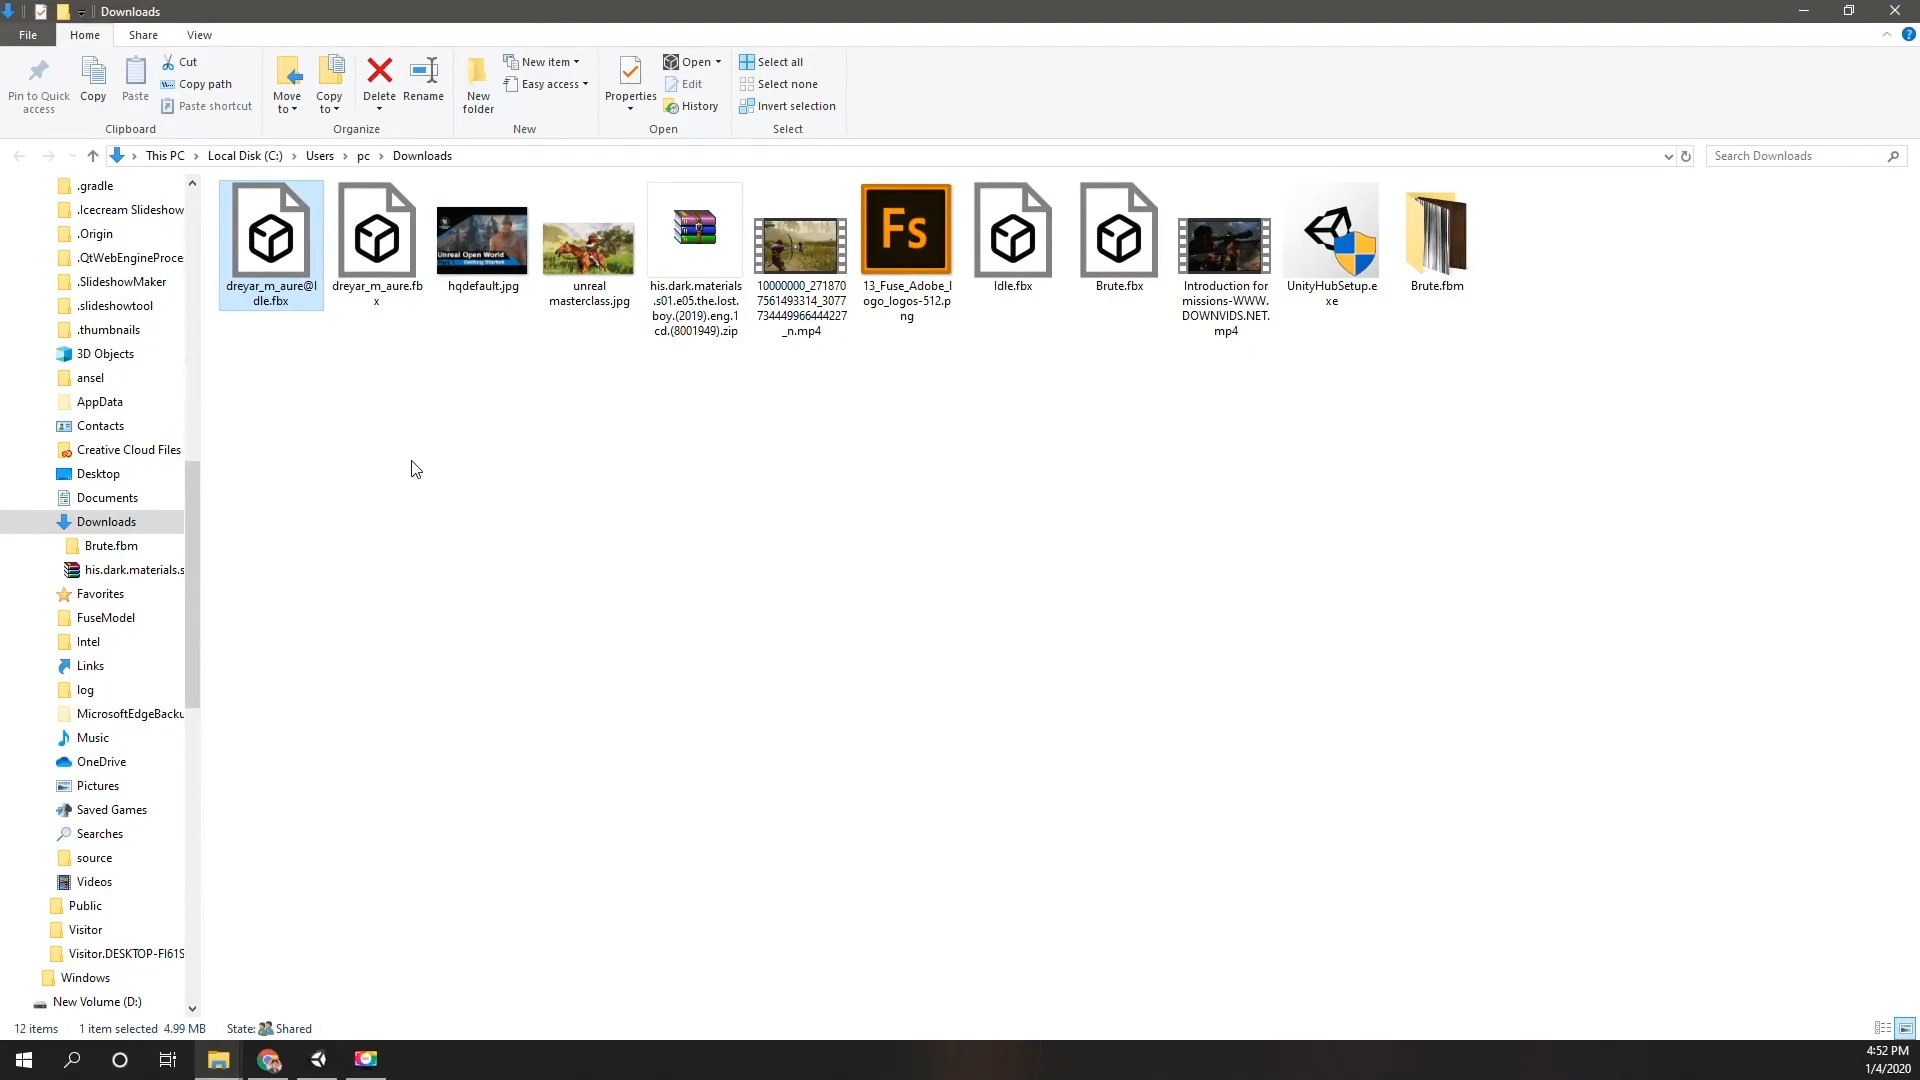 Downloads
File
Home
Share
View
Pin to Quick
access
Copy
Paste
Cut
Copy path
Paste shortcut
Clipboard
Move
to
Copy
to
Delete
Rename
Organize
New
folder
New item
Easy access
New
Properties
Open
Edit
History
Open
Select all
Select none
Invert selection
Select
This PC
Local Disk (C:)
Users
pc
Downloads
Search Downloads
.gradle
.Icecream Slideshow
.Origin
.QtWebEngineProce
.SlideshowMaker
.slideshowtool
.thumbnails
3D Objects
ansel
AppData
Contacts
Creative Cloud Files
Desktop
Documents
Downloads
Brute.fbm
his.dark.materials.s
Favorites
FuseModel
Intel
Links
log
MicrosoftEdgeBacku
Music
OneDrive
Pictures
Saved Games
Searches
source
Videos
Public
Visitor
Visitor.DESKTOP-FI61S
Windows
New Volume (D:)
dreyar_m_aure@I
dle.fbx
dreyar_m_aure.fb
x
Unreal Open World
Getting Started
hqdefault.jpg
unreal
masterclass.jpg
his.dark.materials
.s01.e05.the.lost.
boy.(2019).eng.1
cd.(8001949).zip
10000000_271870
7561493314_3077
734449966444227
_n.mp4
Fs
13_Fuse_Adobe_l
ogo_logos-512.p
ng
Idle.fbx
Brute.fbx
Introduction for
missions-WWW.
DOWNVIDS.NET.
mp4
UnityHubSetup.e
xe
Brute.fbm
12 items
1 item selected 4.99 MB
State: Shared
4:52 PM
1/4/2020